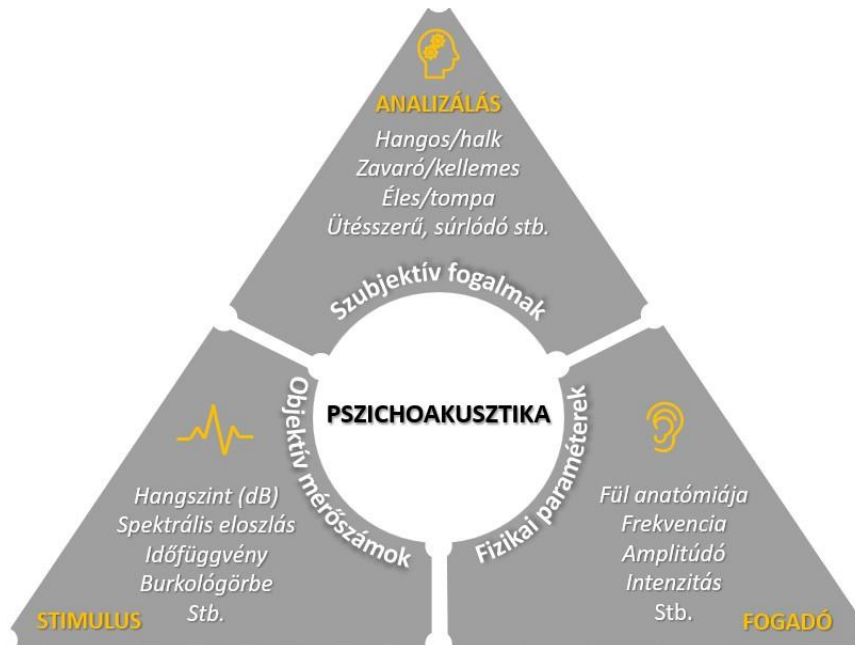 ANALIZÁLÁS
Hangos/halk
Zavaró/kellemes
Éles/tompa
Ütésszerű, súrlódó stb.
Szubjektív fogalmak
PSZICHOAKUSZTIKA
Objektív mérőszámok
Hangszint (dB)
Spektrális eloszlás
Időfüggvény
Burkológörbe
Stb.
STIMULUS
Fizikai paraméterek
Fül anatómiája
Frekvencia
Amplitúdó
Intenzitás
Stb.
FOGADÓ